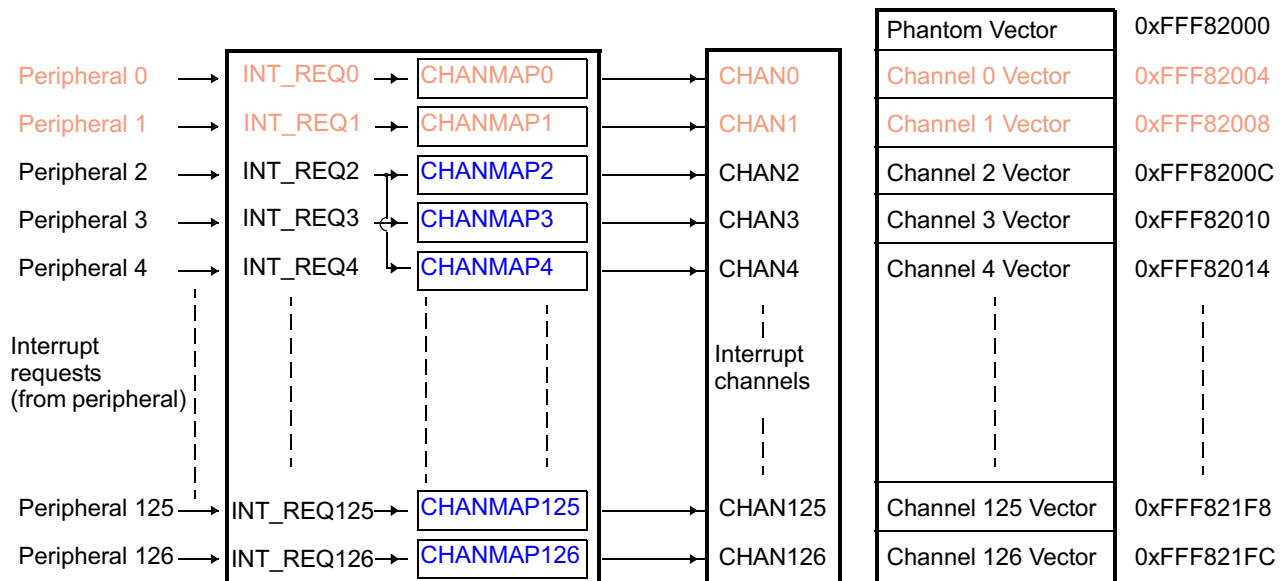 Phantom Vector 0xFFF82000
Peripheral 0 INT_REQ0 CHANMAP0 CHAN0 Channel 0 Vector 0xFFF82004
Peripheral 1 INT_REQ1 CHANMAP1 CHAN1 Channel 1 Vector 0xFFF82008
Peripheral 2 INT_REQ2 CHANMAP2 CHAN2 Channel 2 Vector 0xFFF8200C
Peripheral 3 INT_REQ3 CHANMAP3 CHAN3 Channel 3 Vector 0xFFF82010
Peripheral 4 INT_REQ4 CHANMAP4 CHAN4 Channel 4 Vector 0xFFF82014
Interrupt
requests
(from peripheral)
Interrupt
channels
Peripheral 125 INT_REQ125 CHANMAP125 CHAN125 Channel 125 Vector 0xFFF821F8
Peripheral 126 INT_REQ126 CHANMAP126 CHAN126 Channel 126 Vector 0xFFF821FC